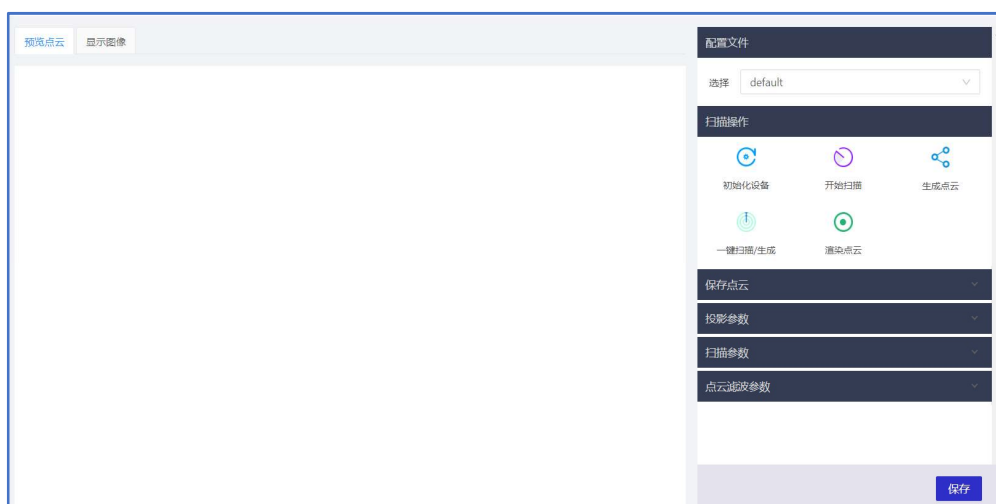 预览点云 显示图像
配置文件
选择 default
扫描操作
初始化设备 开始扫描 生成点云
一键扫描/生成 渲染点云
保存点云
投影参数
扫描参数
点云滤波参数
保存